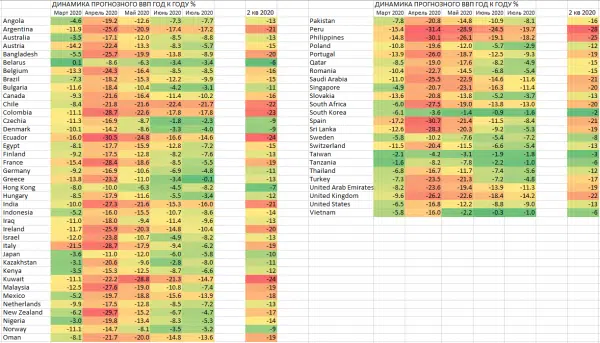 ДИНАМИКА ПРОГНОЗНОГО ВВП ГОД К ГОДУ %
Март 2020 Апрель 2020 Май 2020 Июнь 2020 Июль 2020 2 кв 2020
Angola -4.6 -19.2 -12.6 -7.3 -7.7 -13
Argentina -11.9 -25.6 -20.9 -17.4 -17.2 -21
Australia -3.5 -17.1 -12.2 -8.5 -8.8 -13
Austria -14.2 -22.4 -13.3 -8.3 -5.7 -15
Bangladesh -5.5 -25.7 -19.9 -13.8 -8.9 -20
Belarus 0.1 -8.6 -6.3 -3.4 -3.4 -6
Belgium -13.3 -24.3 -16.4 -8.5 -8.5 -16
Brazil -7.3 -18.2 -15.3 -12.2 -9.9 -15
Bulgaria -11.6 -18.4 -10.4 -4.2 -3.1 -11
Canada -9.3 -21.6 -16.4 -11.4 -10.2 -16
Chile -8.4 -21.8 -21.6 -22.4 -21.7 -22
Colombia -11.1 -28.7 -22.6 -17.8 -17.8 -23
Czechia -11.3 -16.9 -8.7 -2.2 -2.3 -9
Denmark -10.1 -14.2 -8.6 -3.3 -4.0 -9
Ecuador -16.0 -30.5 -24.8 -16.6 -14.6 -24
Egypt -8.1 -17.7 -15.9 -12.8 -7.2 -15
Finland -9.2 -17.5 -12.8 -8.2 -7.6 -13
France -15.4 -28.4 -18.6 -8.5 -5.5 -19
Germany -9.2 -16.9 -10.6 -6.9 -4.8 -11
Greece -13.8 -23.2 -11.0 -3.4 -0.1 -13
Hong Kong -8.0 -10.3 -6.3 -4.5 -8.2 -7
Hungary -8.5 -17.9 -11.6 -5.5 -3.4 -12
India -10.0 -27.3 -21.6 -15.3 -16.0 -21
Indonesia -5.2 -16.0 -15.5 -10.7 -8.6 -14
Iraq -11.0 -18.0 -9.4 -11.4 -9.6 -13
Ireland -11.7 -25.9 -20.3 -14.8 -10.4 -20
Israel -12.0 -23.8 -10.7 -4.9 -8.2 -13
Italy -21.5 -28.7 -17.9 -9.4 -6.2 -19
Japan -3.6 -11.0 -12.0 -6.0 -5.8 -10
Kazakhstan -3.1 -20.6 -9.6 -2.8 -8.0 -11
Kenya -3.5 -15.3 -12.5 -8.7 -6.6 -12
Kuwait -11.1 -22.2 -28.8 -21.3 -14.7 -24
Malaysia -12.5 -27.6 -19.0 -10.8 -7.4 -19
Mexico -5.2 -19.7 -18.8 -15.6 -13.9 -18
Netherlands -9.9 -17.5 -12.8 -8.5 -7.2 -13
New Zealand -6.2 -29.7 -15.2 -6.7 -4.7 -17
Nigeria -3.0 -19.8 -13.4 -8.3 -5.3 -14
Norway -11.1 -14.7 -8.1 -3.5 -5.2 -9
Oman -8.1 -21.7 -20.0 -14.8 -13.6 -19
ДИНАМИКА ПРОГНОЗНОГО ВВП ГОД К ГОДУ %
Март 2020 Апрель 2020 Май 2020 Июнь 2020 Июль 2020 2 кв 2020
Pakistan -7.8 -20.8 -14.8 -10.9 -8.1 -16
Peru -15.4 -31.4 -28.9 -24.5 -19.7 -28
Philippines -14.8 -30.1 -26.1 -19.1 -18.2 -25
Poland -10.8 -19.6 -12.0 -5.7 -2.9 -12
Portugal -13.9 -26.0 -18.7 -12.5 -9.3 -19
Qatar -8.5 -19.0 -17.6 -8.2 -4.9 -15
Romania -10.4 -22.7 -14.5 -6.8 -5.4 -15
Saudi Arabia -11.0 -25.5 -22.9 -14.6 -11.6 -21
Singapore -4.9 -20.7 -23.1 -16.3 -11.4 -20
Slovakia -13.6 -20.8 -13.8 -5.2 -3.7 -13
South Africa -6.0 -27.5 -19.0 -13.8 -13.0 -20
South Korea -6.1 -3.6 -1.4 -0.9 -1.8 -2
Spain -17.2 -30.7 -21.4 -11.5 -8.4 -21
Sri Lanka -12.6 -28.3 -20.3 -9.2 -5.3 -19
Sweden -5.8 -10.2 -7.6 -5.4 -7.2 -8
Switzerland -11.5 -20.4 -11.5 -6.6 -5.4 -13
Taiwan -2.1 -4.2 -3.1 -1.9 -1.8 -3
Tanzania -1.6 -8.2 -7.8 -2.2 -1.0 -6
Thailand -6.8 -16.7 -11.7 -7.4 -5.6 -12
Turkey -7.3 -23.5 -21.3 -7.2 -4.8 -17
United Arab Emirates -8.2 -23.6 -19.4 -13.9 -11.3 -19
United Kingdom -9.6 -26.2 -22.6 -18.4 -14.2 -22
United States -6.5 -16.8 -12.2 -8.8 -9.0 -13
Vietnam -5.8 -16.0 -2.2 -0.3 -1.0 -6